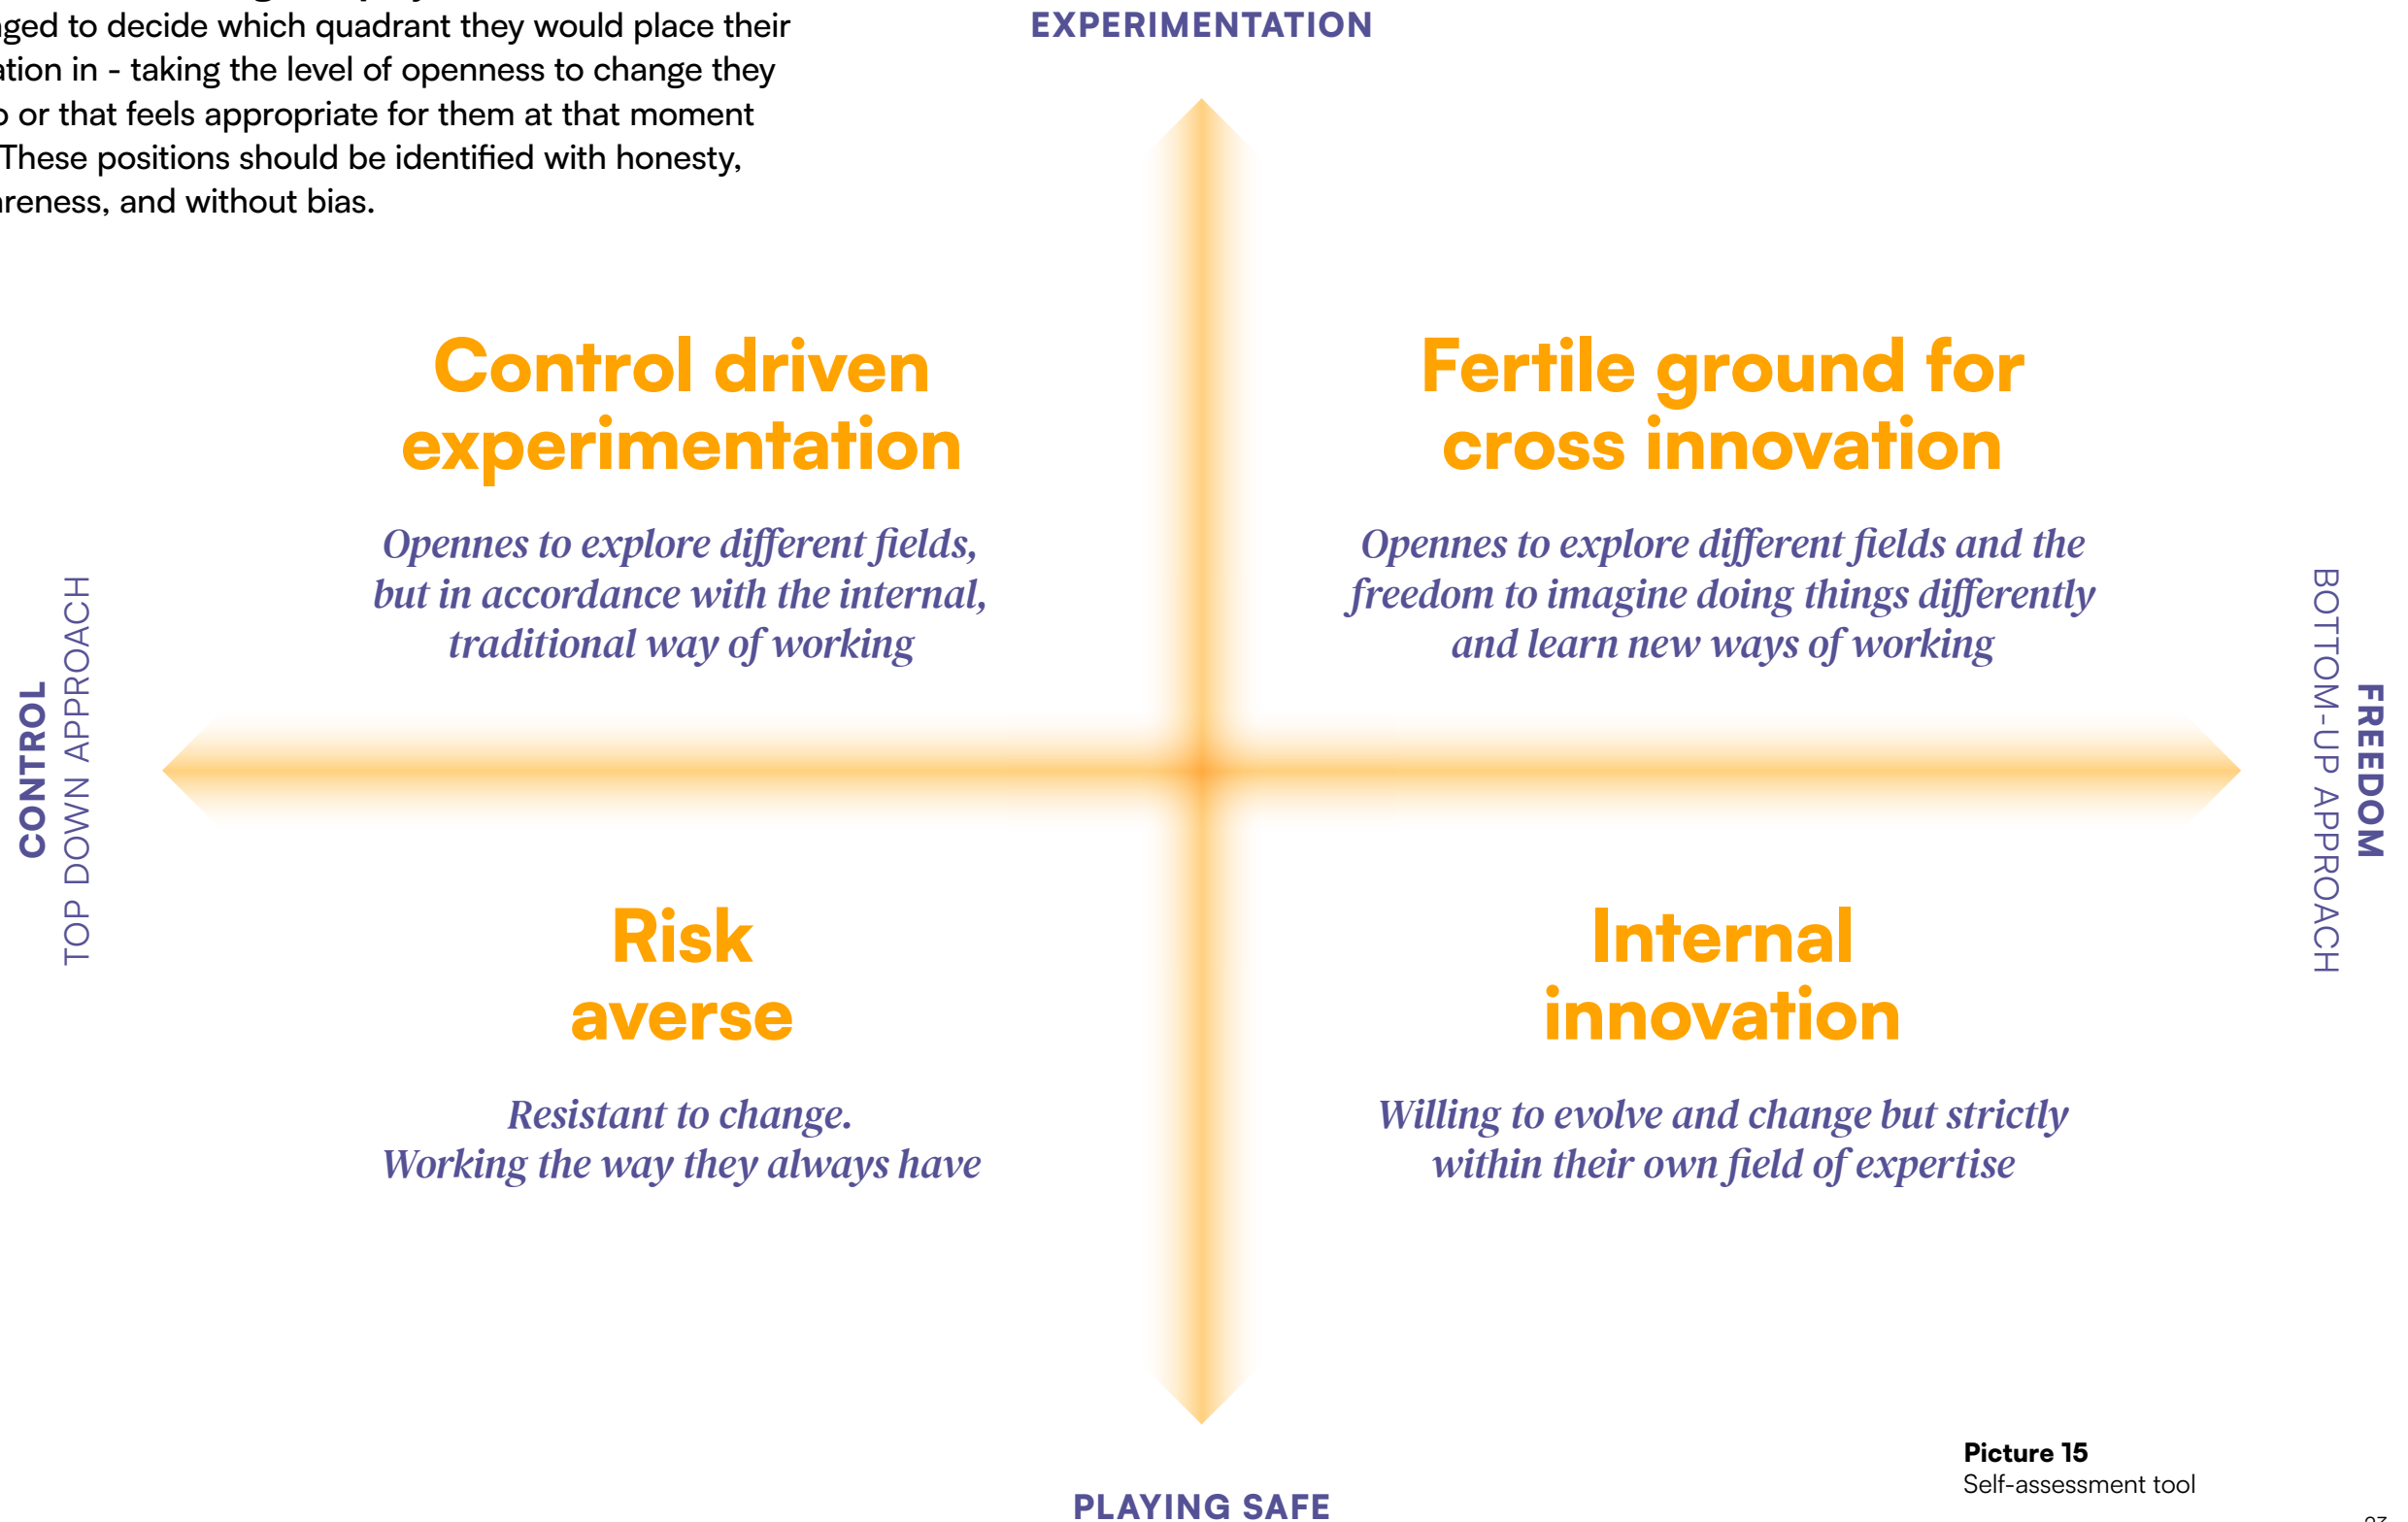 to decide which quadrant they would place their
in - taking the level of openness to change they
or that feels appropriate for them at that moment
These positions should be identified with honesty,
and without bias.
EXPERIMENTATION
Control driven
experimentation
Opennes to explore different fields,
but in accordance with the internal,
traditional way of working
Fertile ground for
cross innovation
Opennes to explore different fields and the
freedom to imagine doing things differently
and learn new ways of working
CONTROL
TOP DOWN APPROACH
FREEDOM
BOTTOM-UP APPROACH
Risk
averse
Resistant to change.
Working the way they always have
Internal
innovation
Willing to evolve and change but strictly
within their own field of expertise
PLAYING SAFE
Picture 15
Self-assessment tool